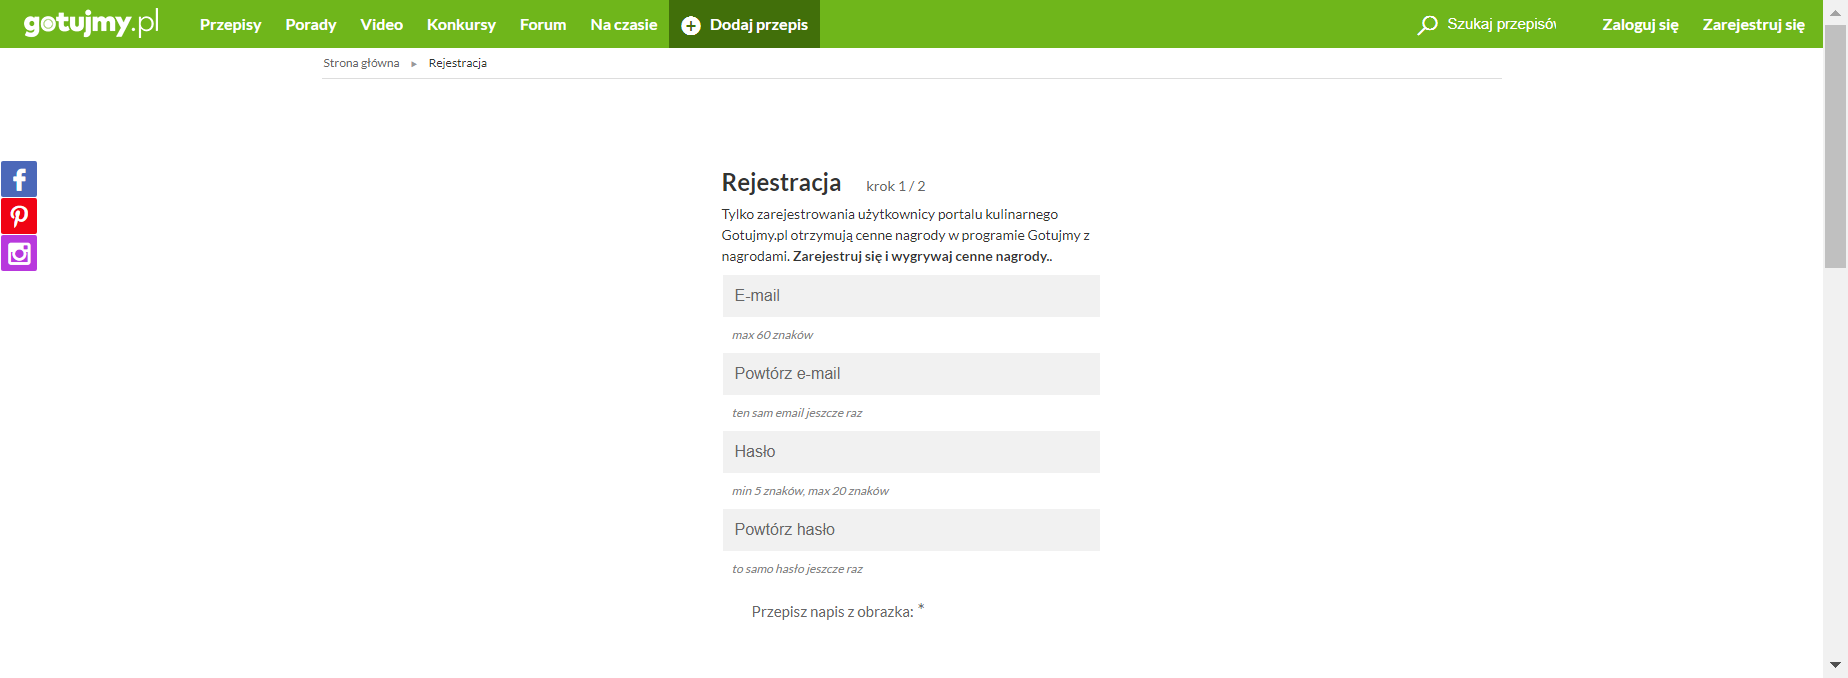 gotujmy.pl Przepisy Porady Video Konkursy Forum Na czasie Dodaj przepis Szukaj przepisów Zaloguj się Zarejestruj się
Strona główna Rejestracja
Rejestracja krok 1 / 2
Tylko zarejestrowania użytkownicy portalu kulinarnego
Gotujmy.pl otrzymują cenne nagrody w programie Gotujmy z
nagrodami. Zarejestruj się i wygrywaj cenne nagrody..
E-mail
max 60 znaków
Powtórz e-mail
ten sam email jeszcze raz
Hasło
min 5 znaków, max 20 znaków
Powtórz hasło
to samo hasło jeszcze raz
Przepisz napis z obrazka: *